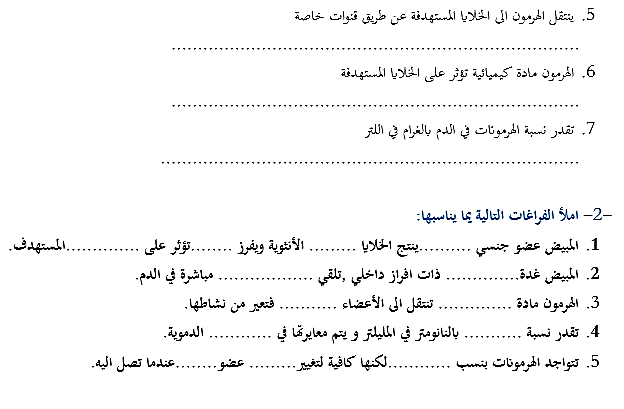 5. ينتقل الهرمون الى الخلايا المستهدفة عن طريق قنوات خاصة
.................................................................................
6. الهرمون مادة كيميائية تؤثر على الخلايا المستهدفة
.................................................................................
7. تقدر نسبة الهرمونات في الدم بالغرام في اللتر
...................................................................................
–2– املأ الفراغات التالية بما يناسبها:
1. المبيض عضو جنسي ..........ينتج الخلايا ......... الأنثوية ويفرز ........تؤثر على ..............المستهدف.
2. المبيض غدة.............. ذات افراز داخلي ,تلقي .................. مباشرة في الدم.
3. الهرمون مادة .............. تنتقل الى الأعضاء ........... فتعير من نشاطها.
4. تقدر نسبة ........... بالنانومتر في المليلتر و يتم معايرتها في ............ الدموية.
5. تتواجد الهرمونات بنسب ............لكنها كافية لتغيير......... عضو........عندما تصل اليه.